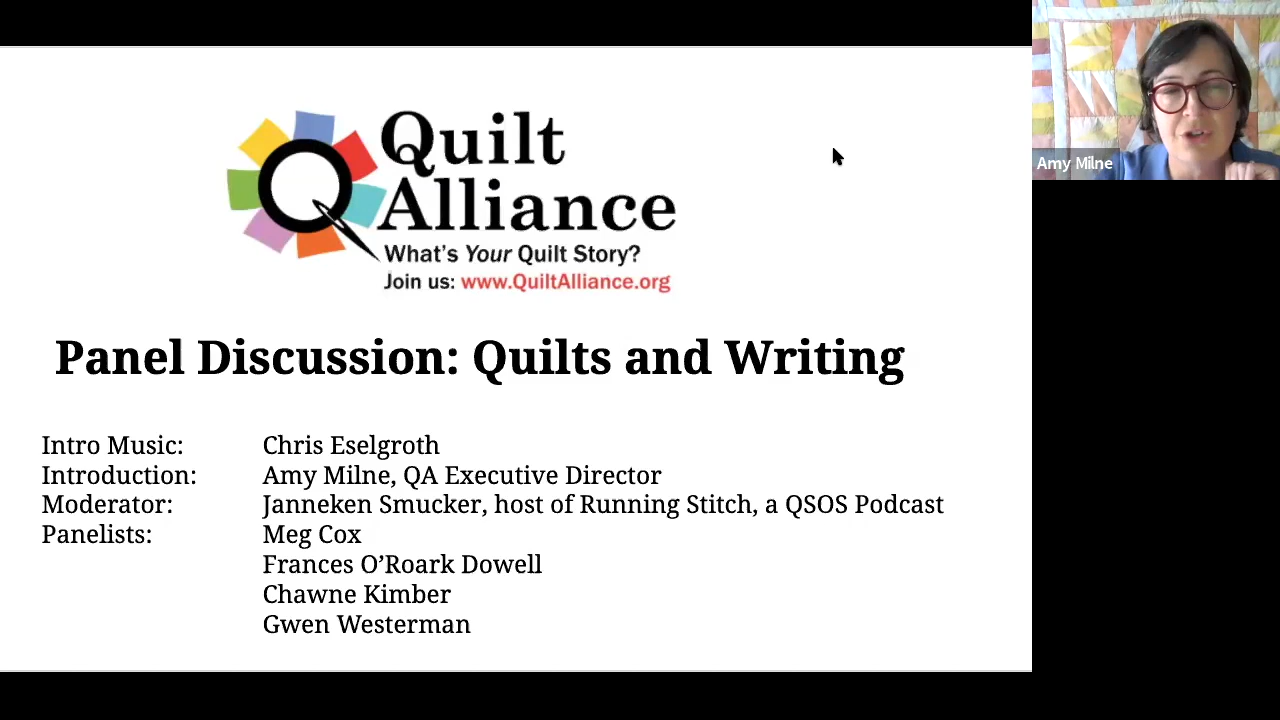 Quilt
Alliance
What's Your Quilt Story?
Join us: www.QuiltAlliance.org
Amy Milne
Panel Discussion: Quilts and Writing
Intro Music: Chris Eselgroth
Introduction: Amy Milne, QA Executive Director
Moderator: Janneken Smucker, host of Running Stitch, a QSOS Podcast
Panelists: Meg Cox
Frances O’Roark Dowell
Chawne Kimber
Gwen Westerman